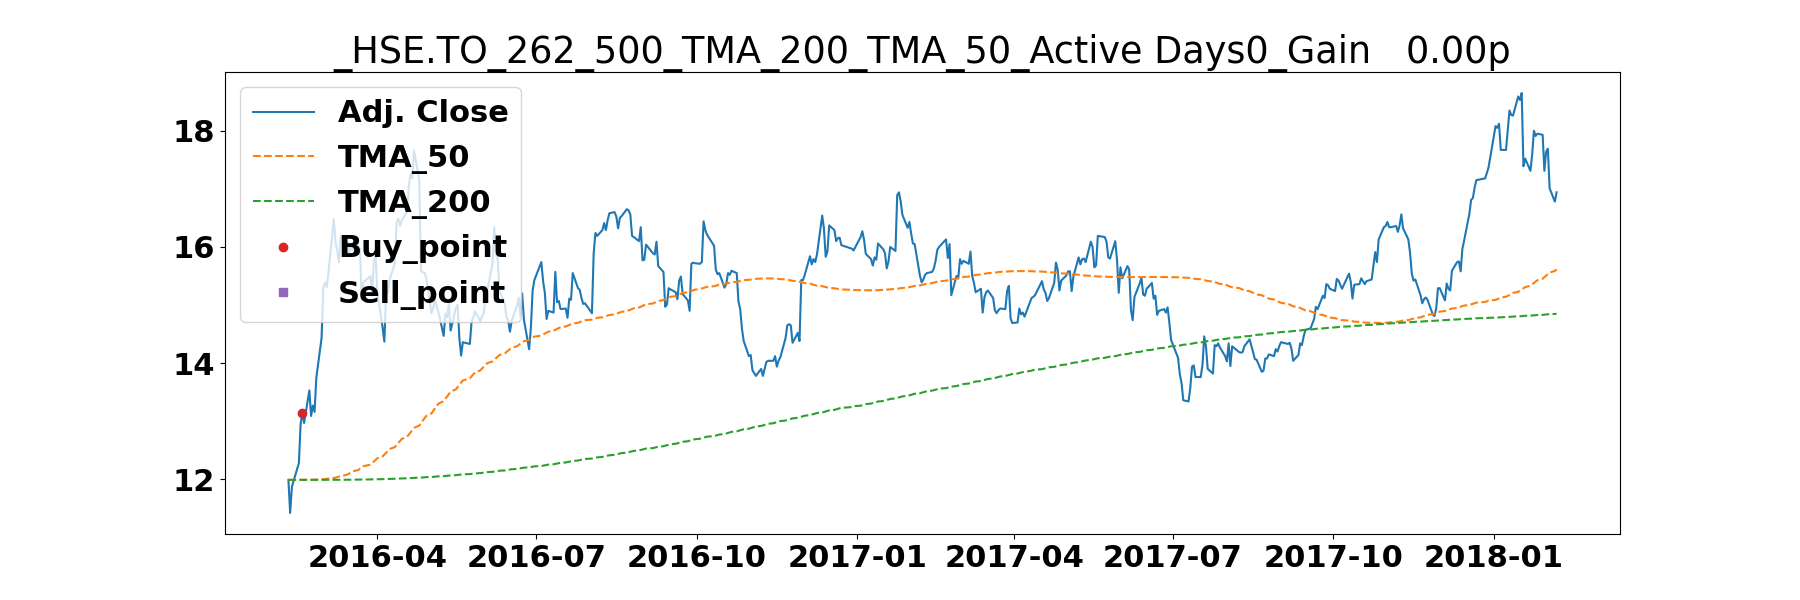 _HSE.TO_262_500_TMA_200_TMA_50_Active Days0_Gain   0.00p
Adj. Close
TMA_50
TMA_200
Buy_point
Sell_point
18
16
14
12
2016-04 2016-07 2016-10 2017-01 2017-04 2017-07 2017-10 2018-01